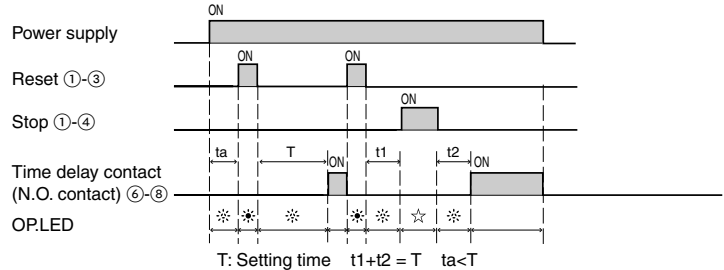 ON
Power supply
ON ON
Reset ①-③
ON
Stop ①-④
ta T t1 t2
ON ON
Time delay contact
(N.O. contact) ⑥-⑧
OP.LED
T: Setting time t1+t2 = T ta<T